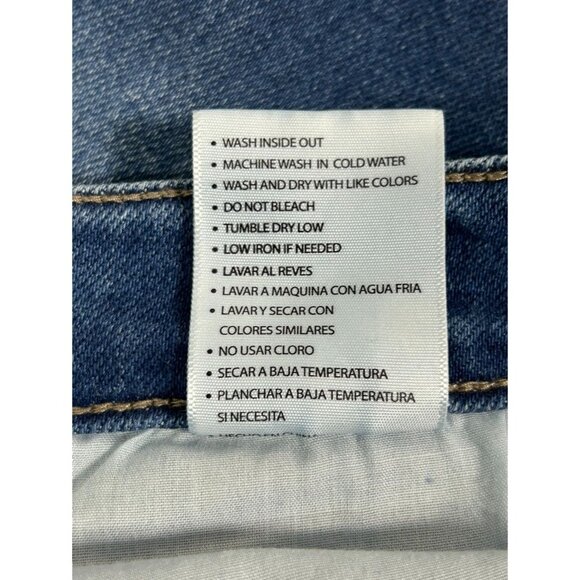 • WASH INSIDE OUT
• MACHINE WASH IN COLD WATER
• WASH AND DRY WITH LIKE COLORS
• DO NOT BLEACH
• TUMBLE DRY LOW
• LOW IRON IF NEEDED
• LAVAR AL REVES
• LAVAR A MAQUINA CON AGUA FRIA
• LAVAR Y SECAR CON
COLORES SIMILARES
• NO USAR CLORO
• SECAR A BAJA TEMPERATURA
• PLANCHAR A BAJA TEMPERATURA
SI NECESITA